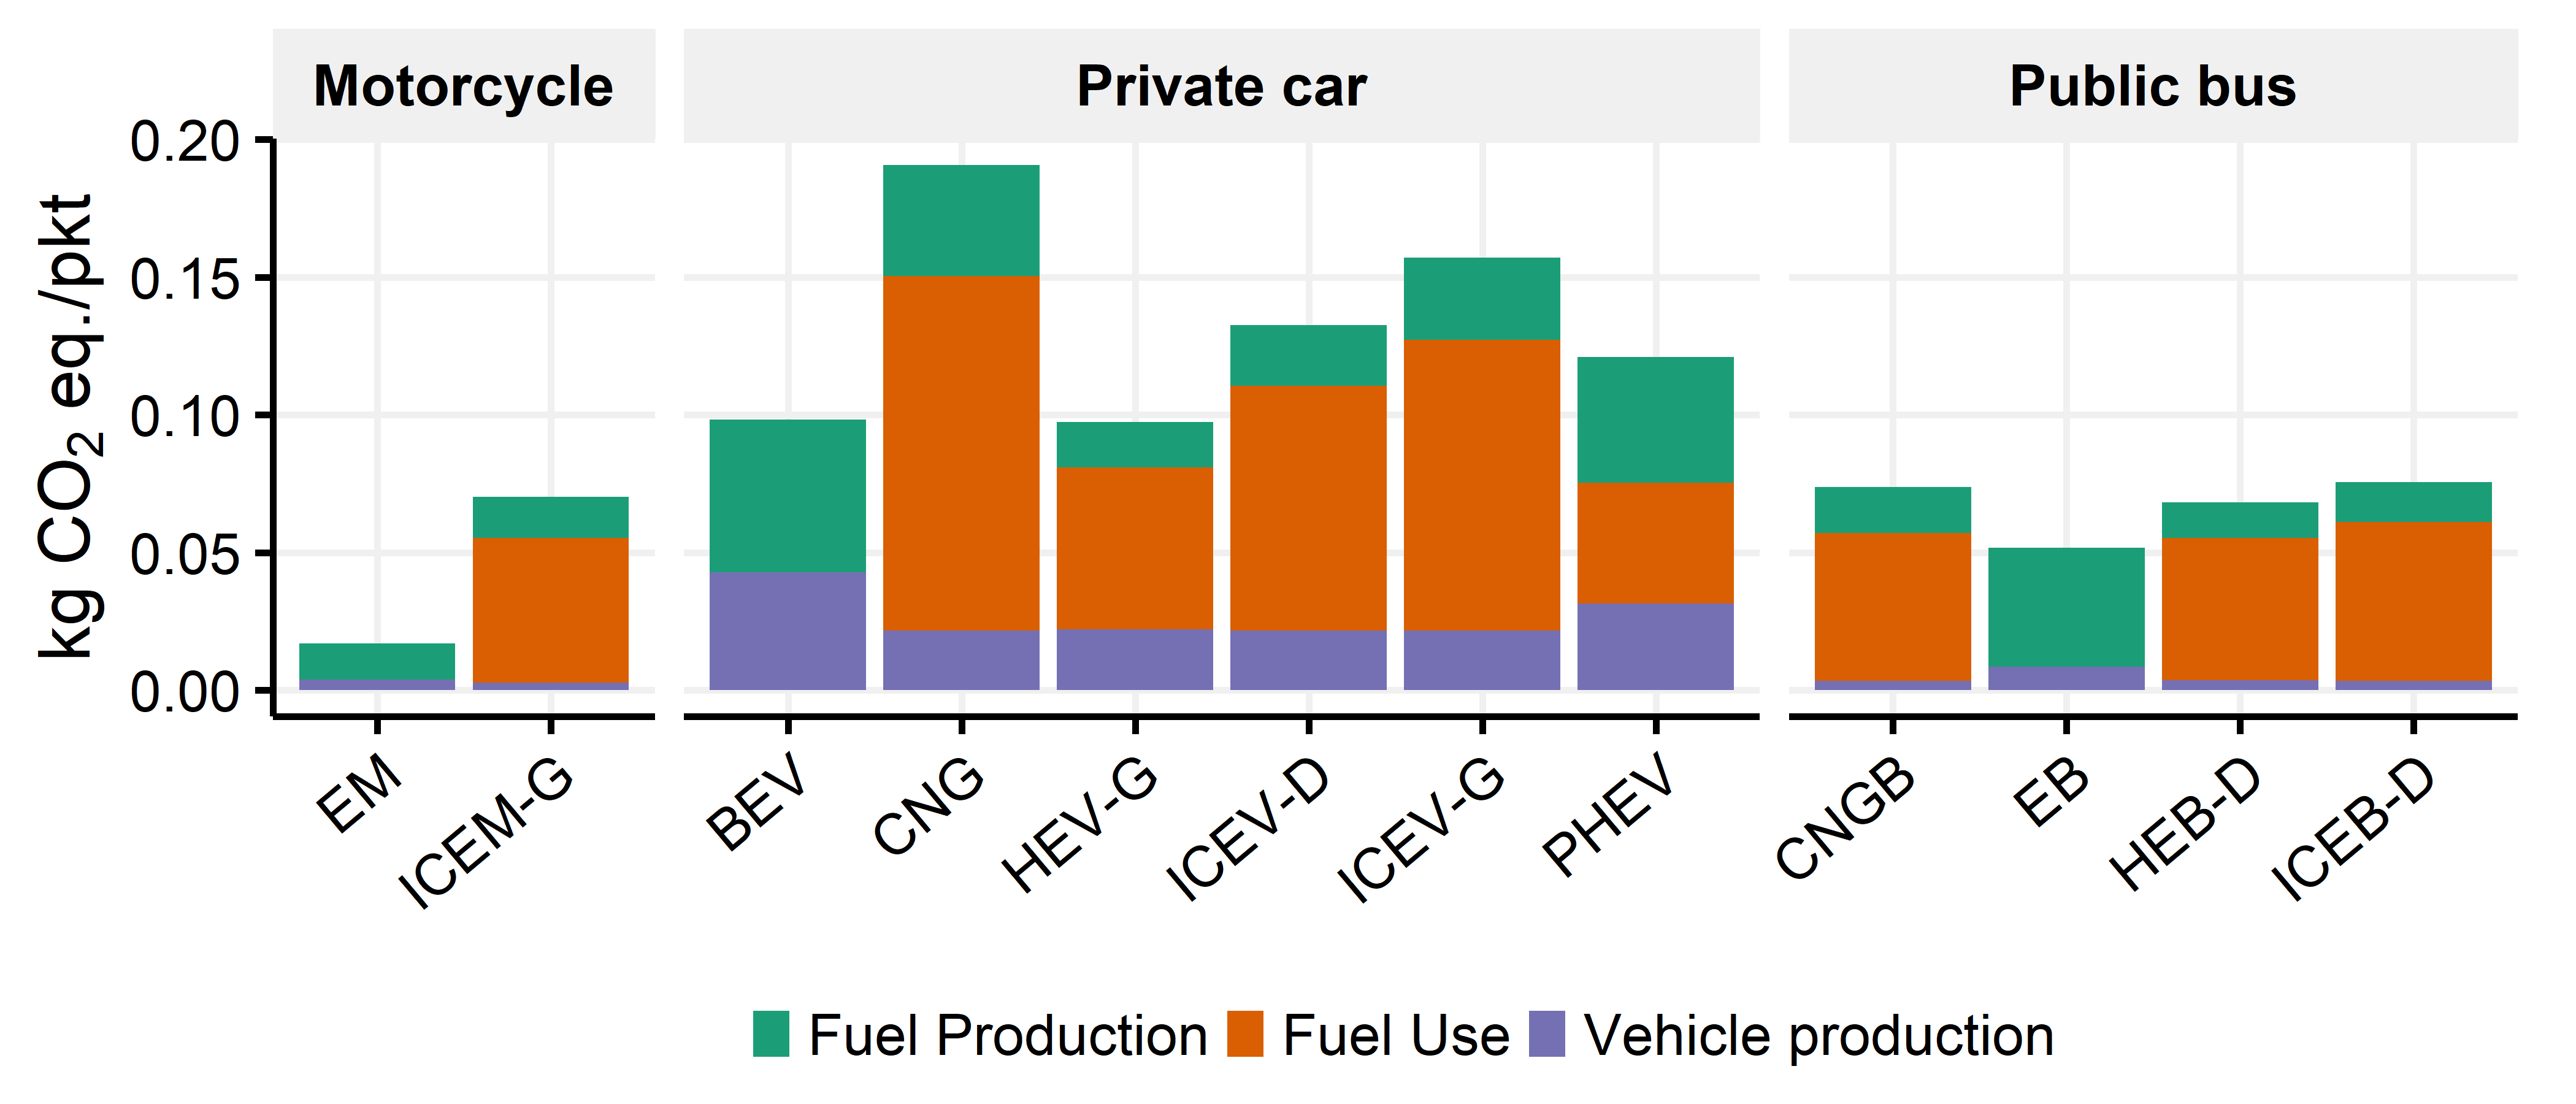 Motorcycle
Private car
Public bus
kg CO₂ eq./pkt
0.20
0.15
0.10
0.05
0.00
EM
ICEM-G
BEV
CNG
HEV-G
ICEV-D
ICEV-G
PHEV
CNGB
EB
HEB-D
ICEB-D
Fuel Production
Fuel Use
Vehicle production